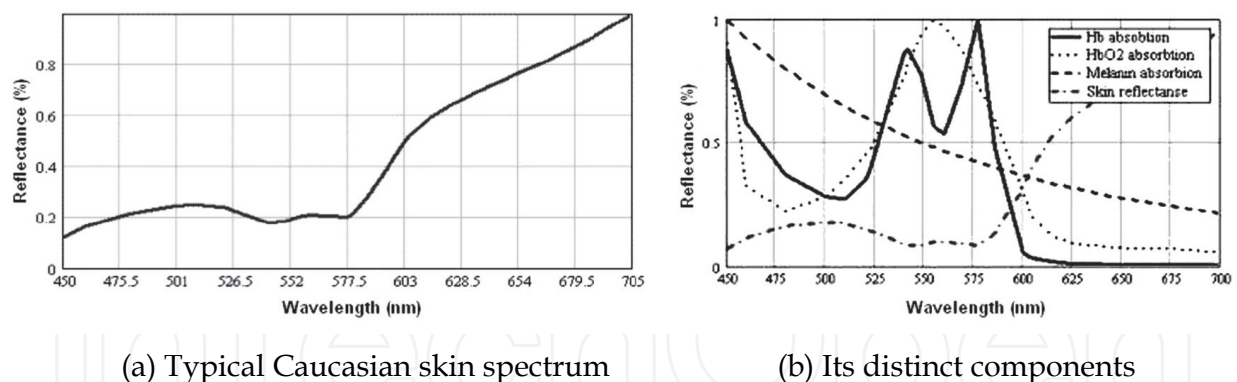 0.8
0.6
0.4
0.2
0
Reflectance (%)
450 475.5 501 526.5 552 577.5 603 628.5 654 679.5 705
Wavelength (nm)
(a) Typical Caucasian skin spectrum
1
0.5
0
Reflectance (%)
Hb absobtion
HbO2 absorbtion
Melanin absorbion
Skin reflectanse
450 475 500 525 550 575 600 625 650 675 700
Wavelength (nm)
(b) Its distinct components